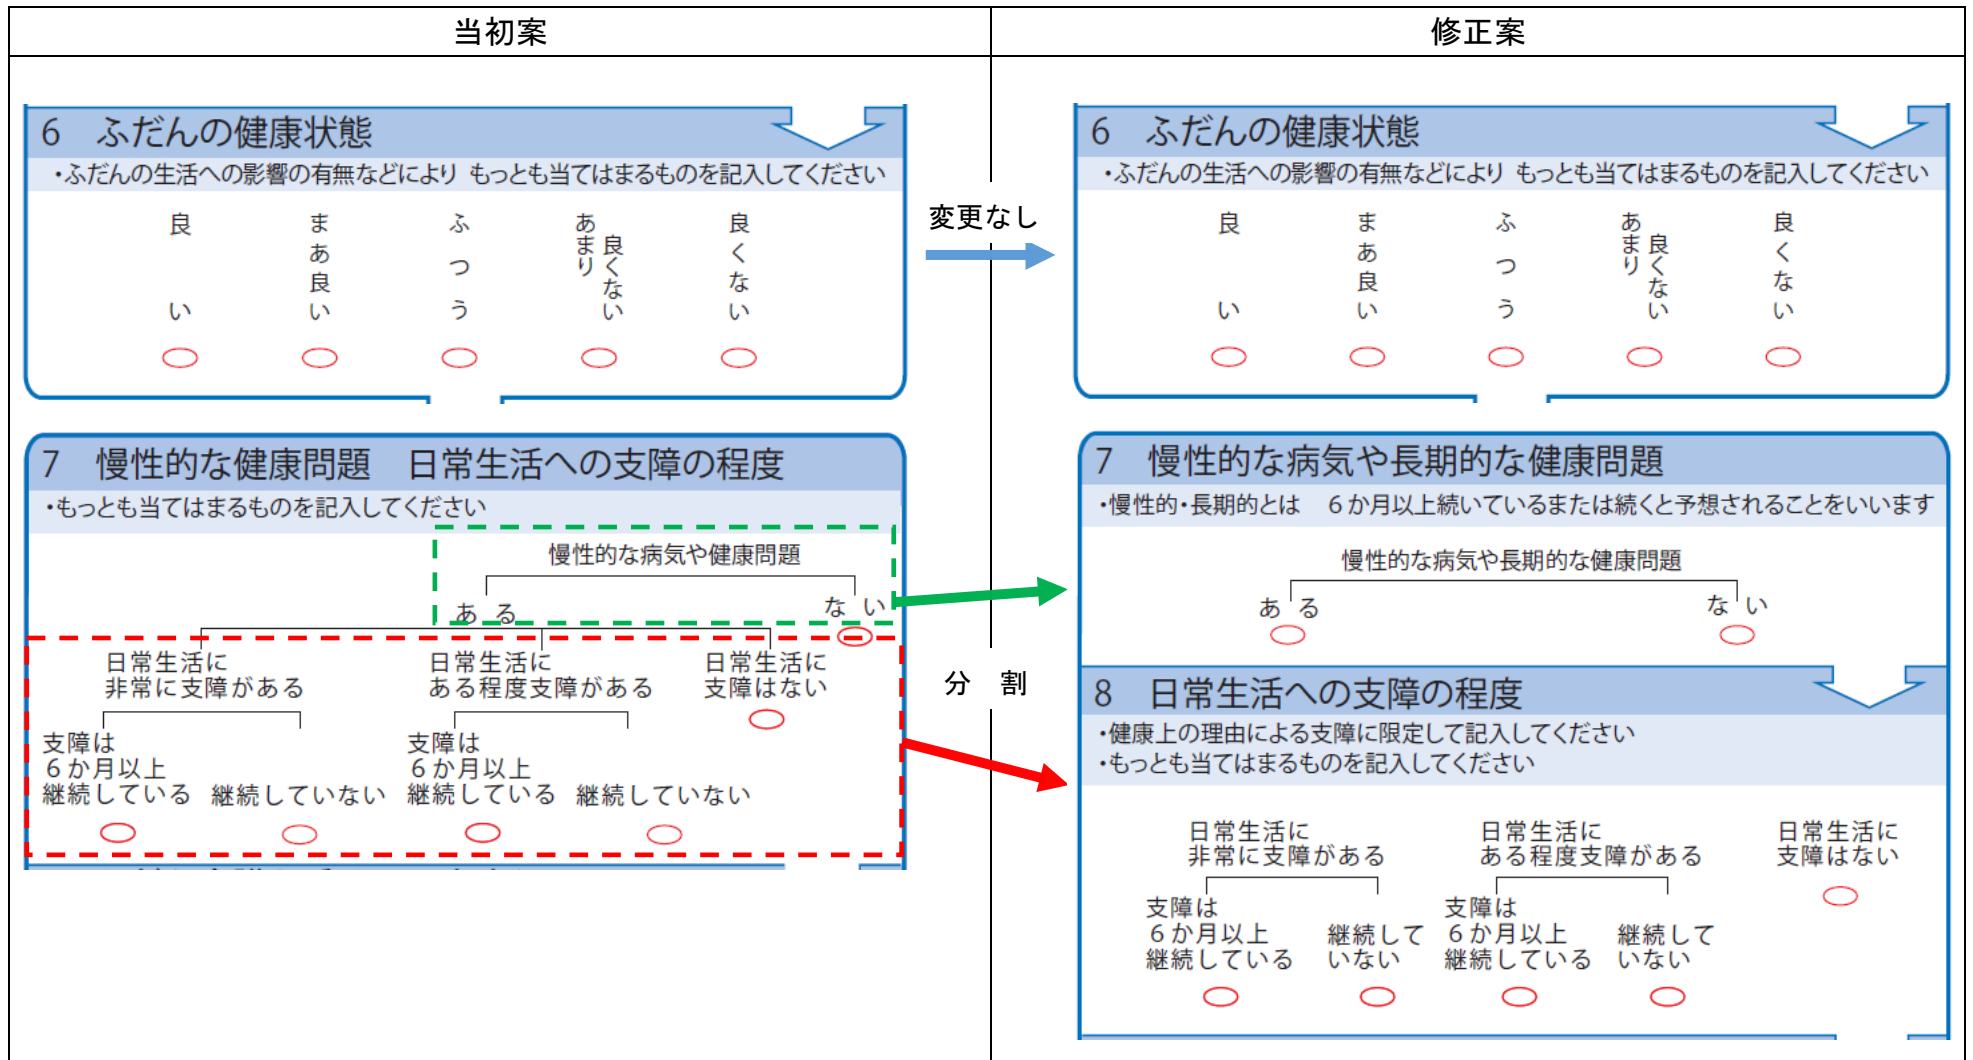 当初案
修正案
6 ふだんの健康状態
・ふだんの生活への影響の有無などにより もっとも当てはまるものを記入してください
良い
まあ良い
ふつう
あまり
良くない
良くない
変更なし
6 ふだんの健康状態
・ふだんの生活への影響の有無などにより もっとも当てはまるものを記入してください
良い
まあ良い
ふつう
あまり
良くない
良くない
7 慢性的な健康問題 日常生活への支障の程度
・もっとも当てはまるものを記入してください
慢性的な病気や健康問題
ある
ない
日常生活に
非常に支障がある
日常生活に
ある程度支障がある
日常生活に
支障はない
支障は
6か月以上
継続している
継続していない
支障は
6か月以上
継続している
継続していない
分 割
7 慢性的な病気や長期的な健康問題
・慢性的・長期的とは 6か月以上続いているまたは続くと予想されることをいいます
慢性的な病気や長期的な健康問題
ある
ない
8 日常生活への支障の程度
・健康上の理由による支障に限定して記入してください
・もっとも当てはまるものを記入してください
日常生活に
非常に支障がある
日常生活に
ある程度支障がある
日常生活に
支障はない
支障は
6か月以上
継続している
継続して
いない
支障は
6か月以上
継続している
継続して
いない